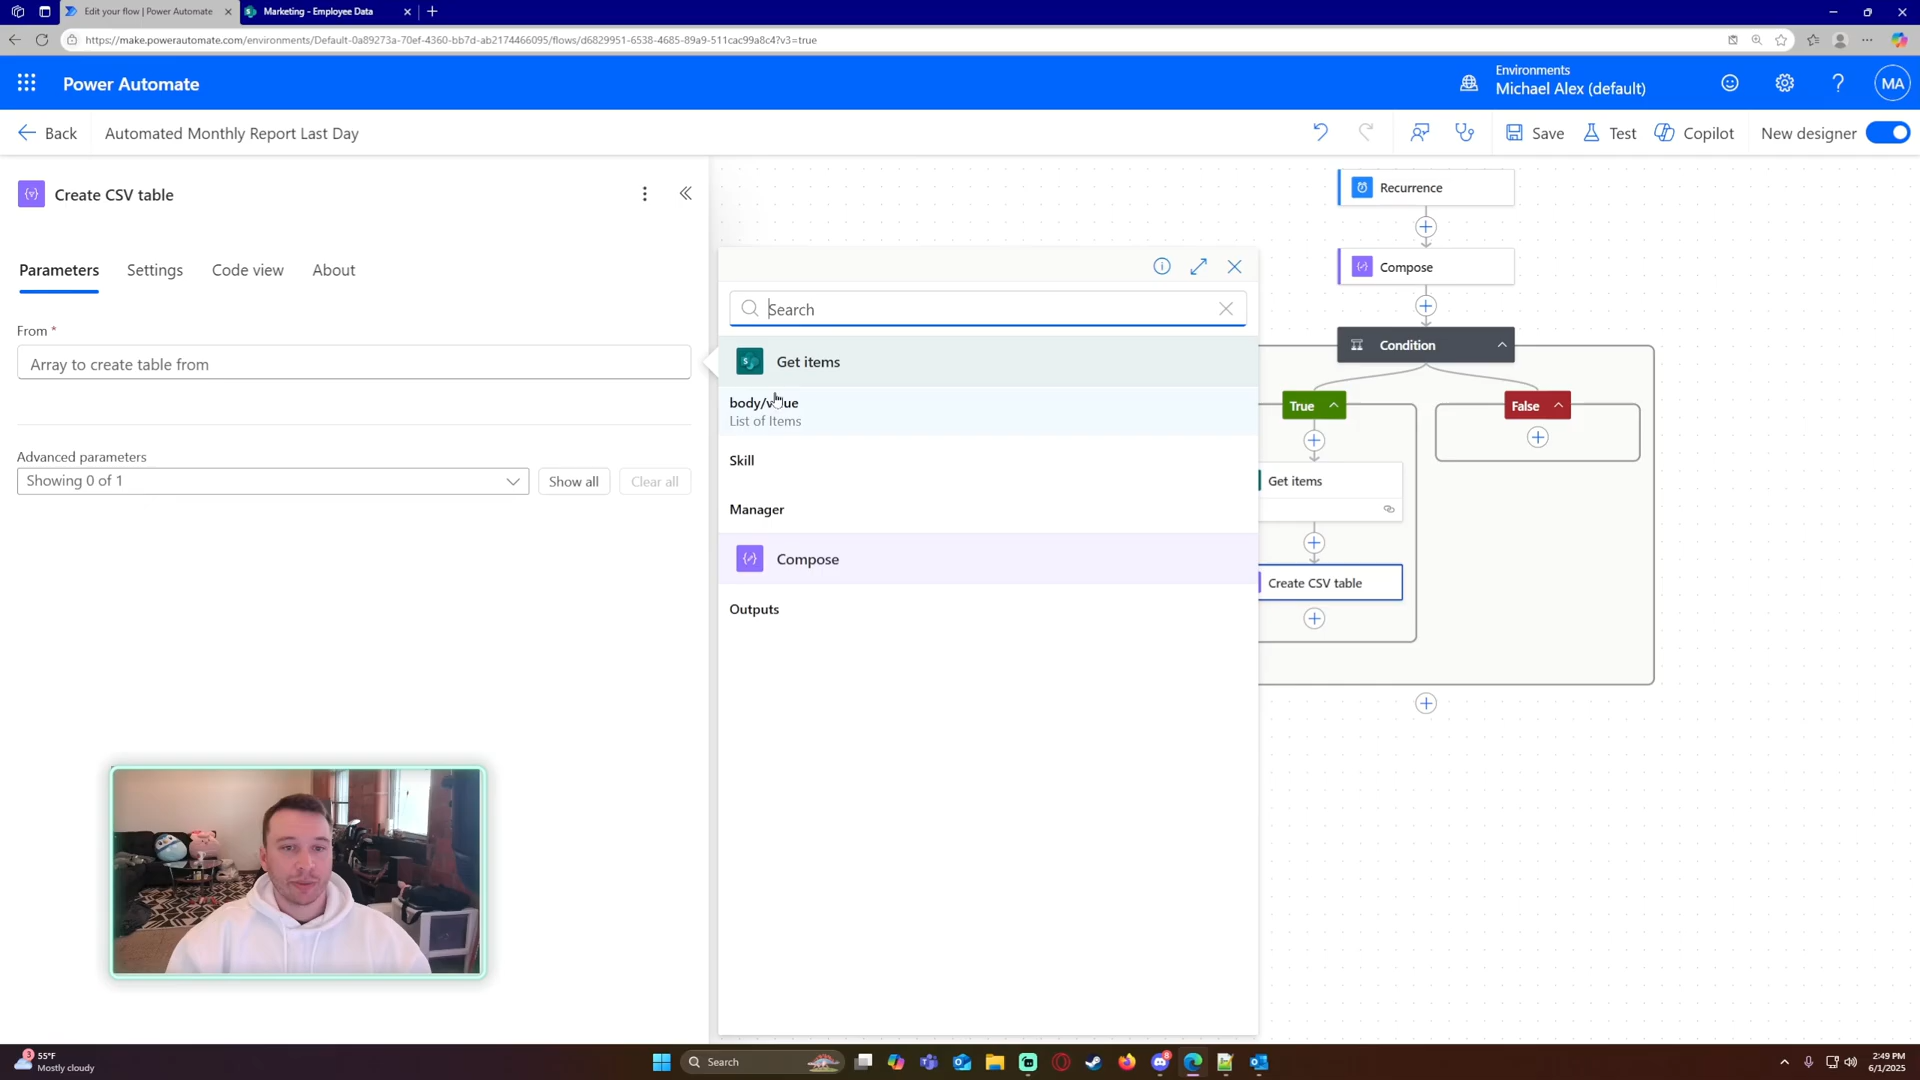 Edit your flow | Power Automate
Marketing - Employee Data
https://make.powerautomate.com/environments/Default-0a89273a-70ef-4360-bb7d-ab2174466095/flows/d6829951-6538-4685-89a9-511cac99a8c4?v3=true
Power Automate
Environments
Michael Alex (default)
MA
Back
Automated Monthly Report Last Day
Save
Test
Copilot
New designer
Create CSV table
Parameters
Settings
Code view
About
From *
Array to create table from
Advanced parameters
Showing 0 of 1
Show all
Clear all
Search
Get items
List of Items
Skill
Manager
Compose
Outputs
Recurrence
Compose
Condition
True
False
Get items
Create CSV table
3
55°F
Mostly cloudy
Search
8
2:49 PM
6/1/2025